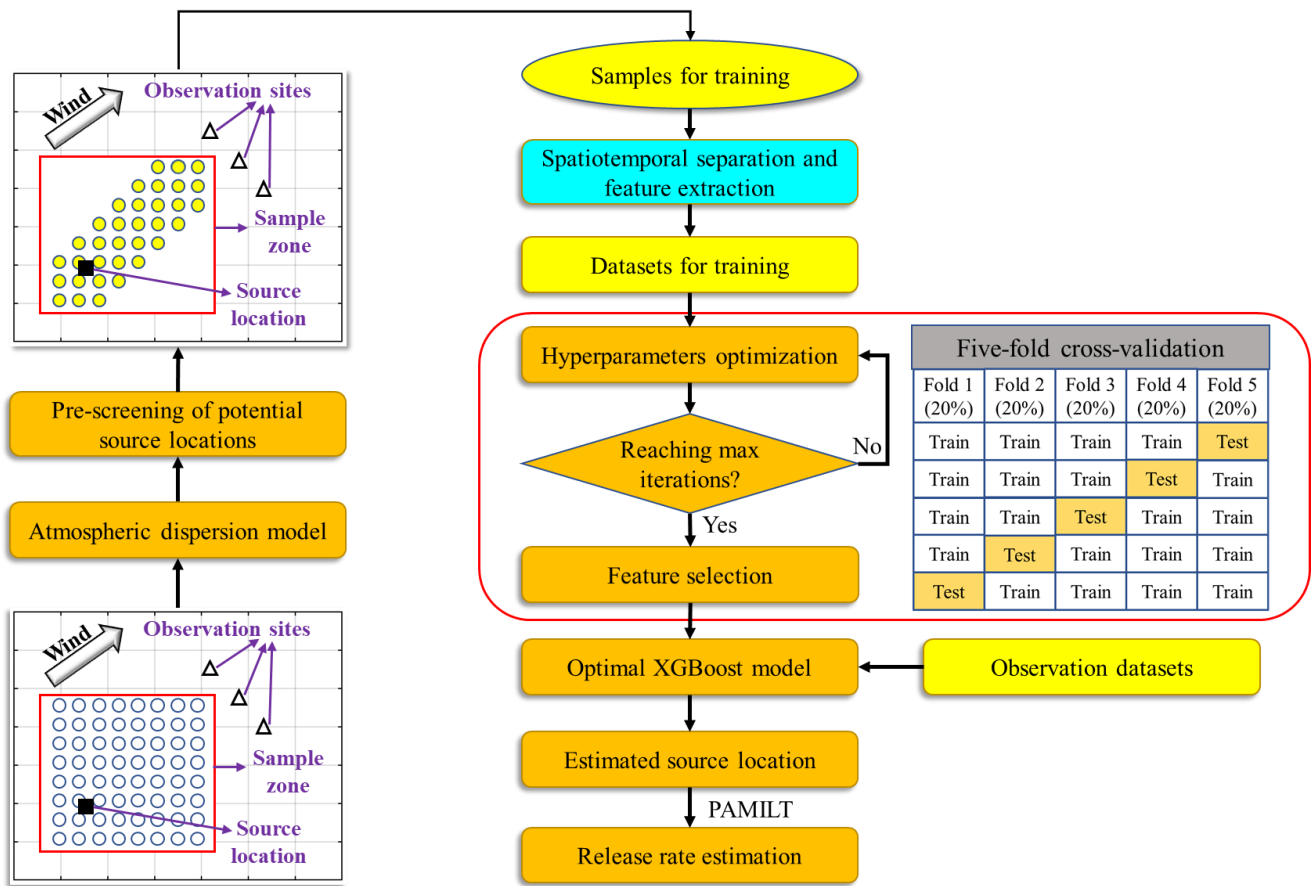 Wind
Observation sites
Sample
zone
Source
location
Pre-screening of potential
source locations
Atmospheric dispersion model
Wind
Observation sites
Sample
zone
Source
location
Samples for training
Spatiotemporal separation and
feature extraction
Datasets for training
Hyperparameters optimization
Reaching max
iterations?
No
Yes
Feature selection
Five-fold cross-validation
Fold 1 Fold 2 Fold 3 Fold 4 Fold 5
(20%) (20%) (20%) (20%) (20%)
Train Train Train Train Test
Train Train Train Test Train
Train Train Test Train Train
Train Test Train Train Train
Test Train Train Train Train
Optimal XGBoost model
Observation datasets
Estimated source location
PAMILT
Release rate estimation